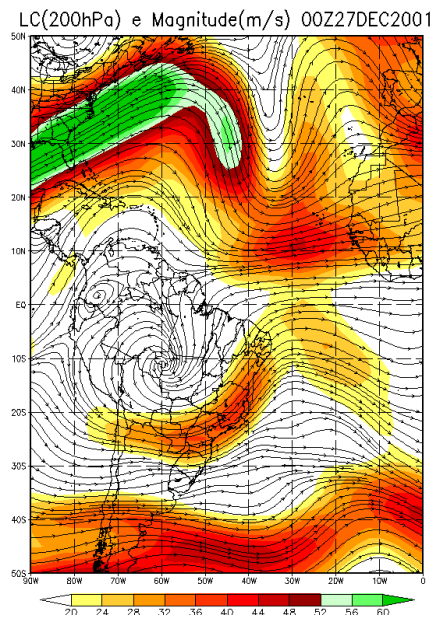 LC(200hPa) e Magnitude(m/s) 00Z27DEC2001
50N
40N
30N
20N
10N
EQ
10S
20S
30S
40S
50S
90W 80W 70W 60W 50W 40W 30W 20W 10W 0
20 24 28 32 36 40 44 48 52 56 60